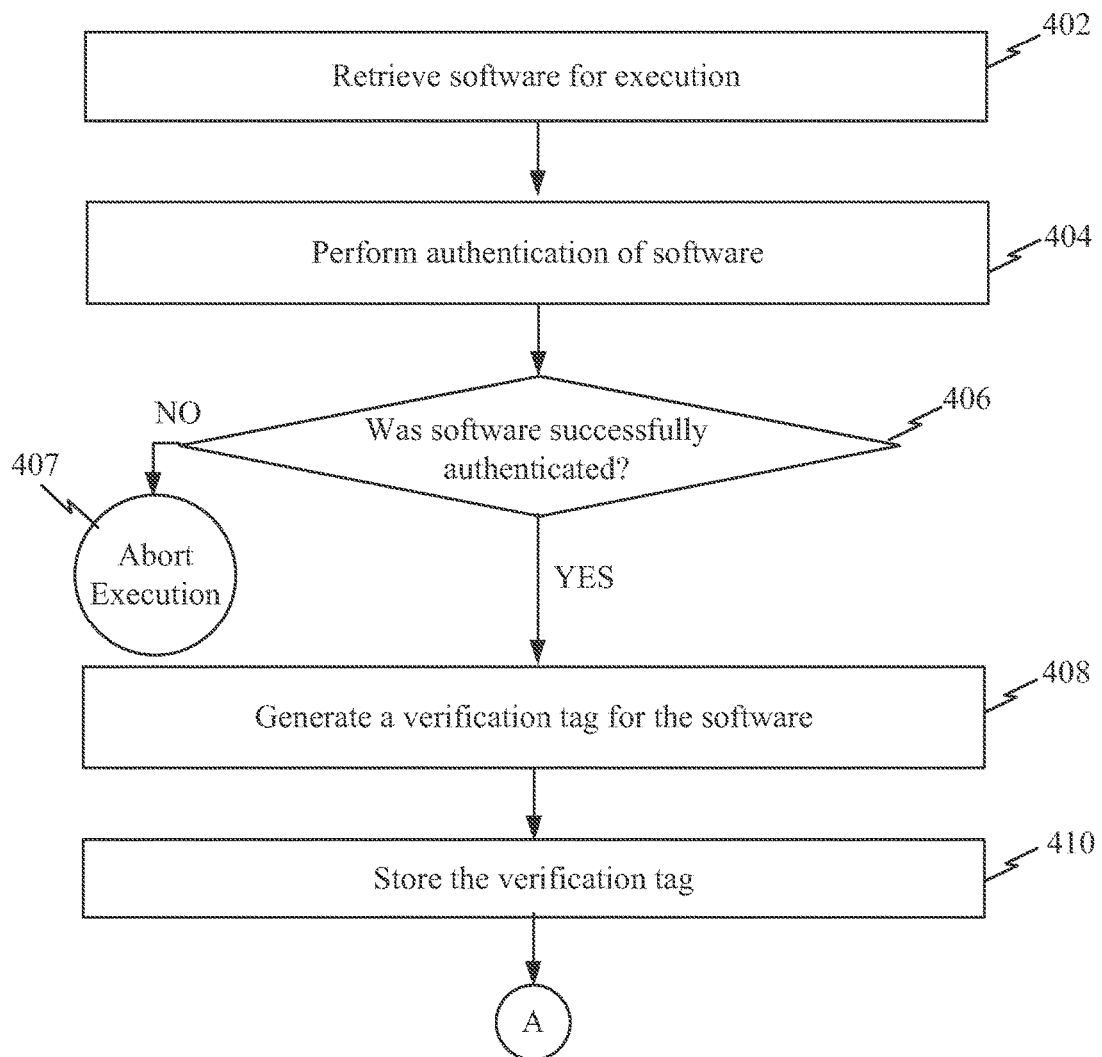 402
Retrieve software for execution
Perform authentication of software
404
NO
406
Was software successfully
authenticated?
407
Abort
Execution
YES
408
Generate a verification tag for the software
410
Store the verification tag
A